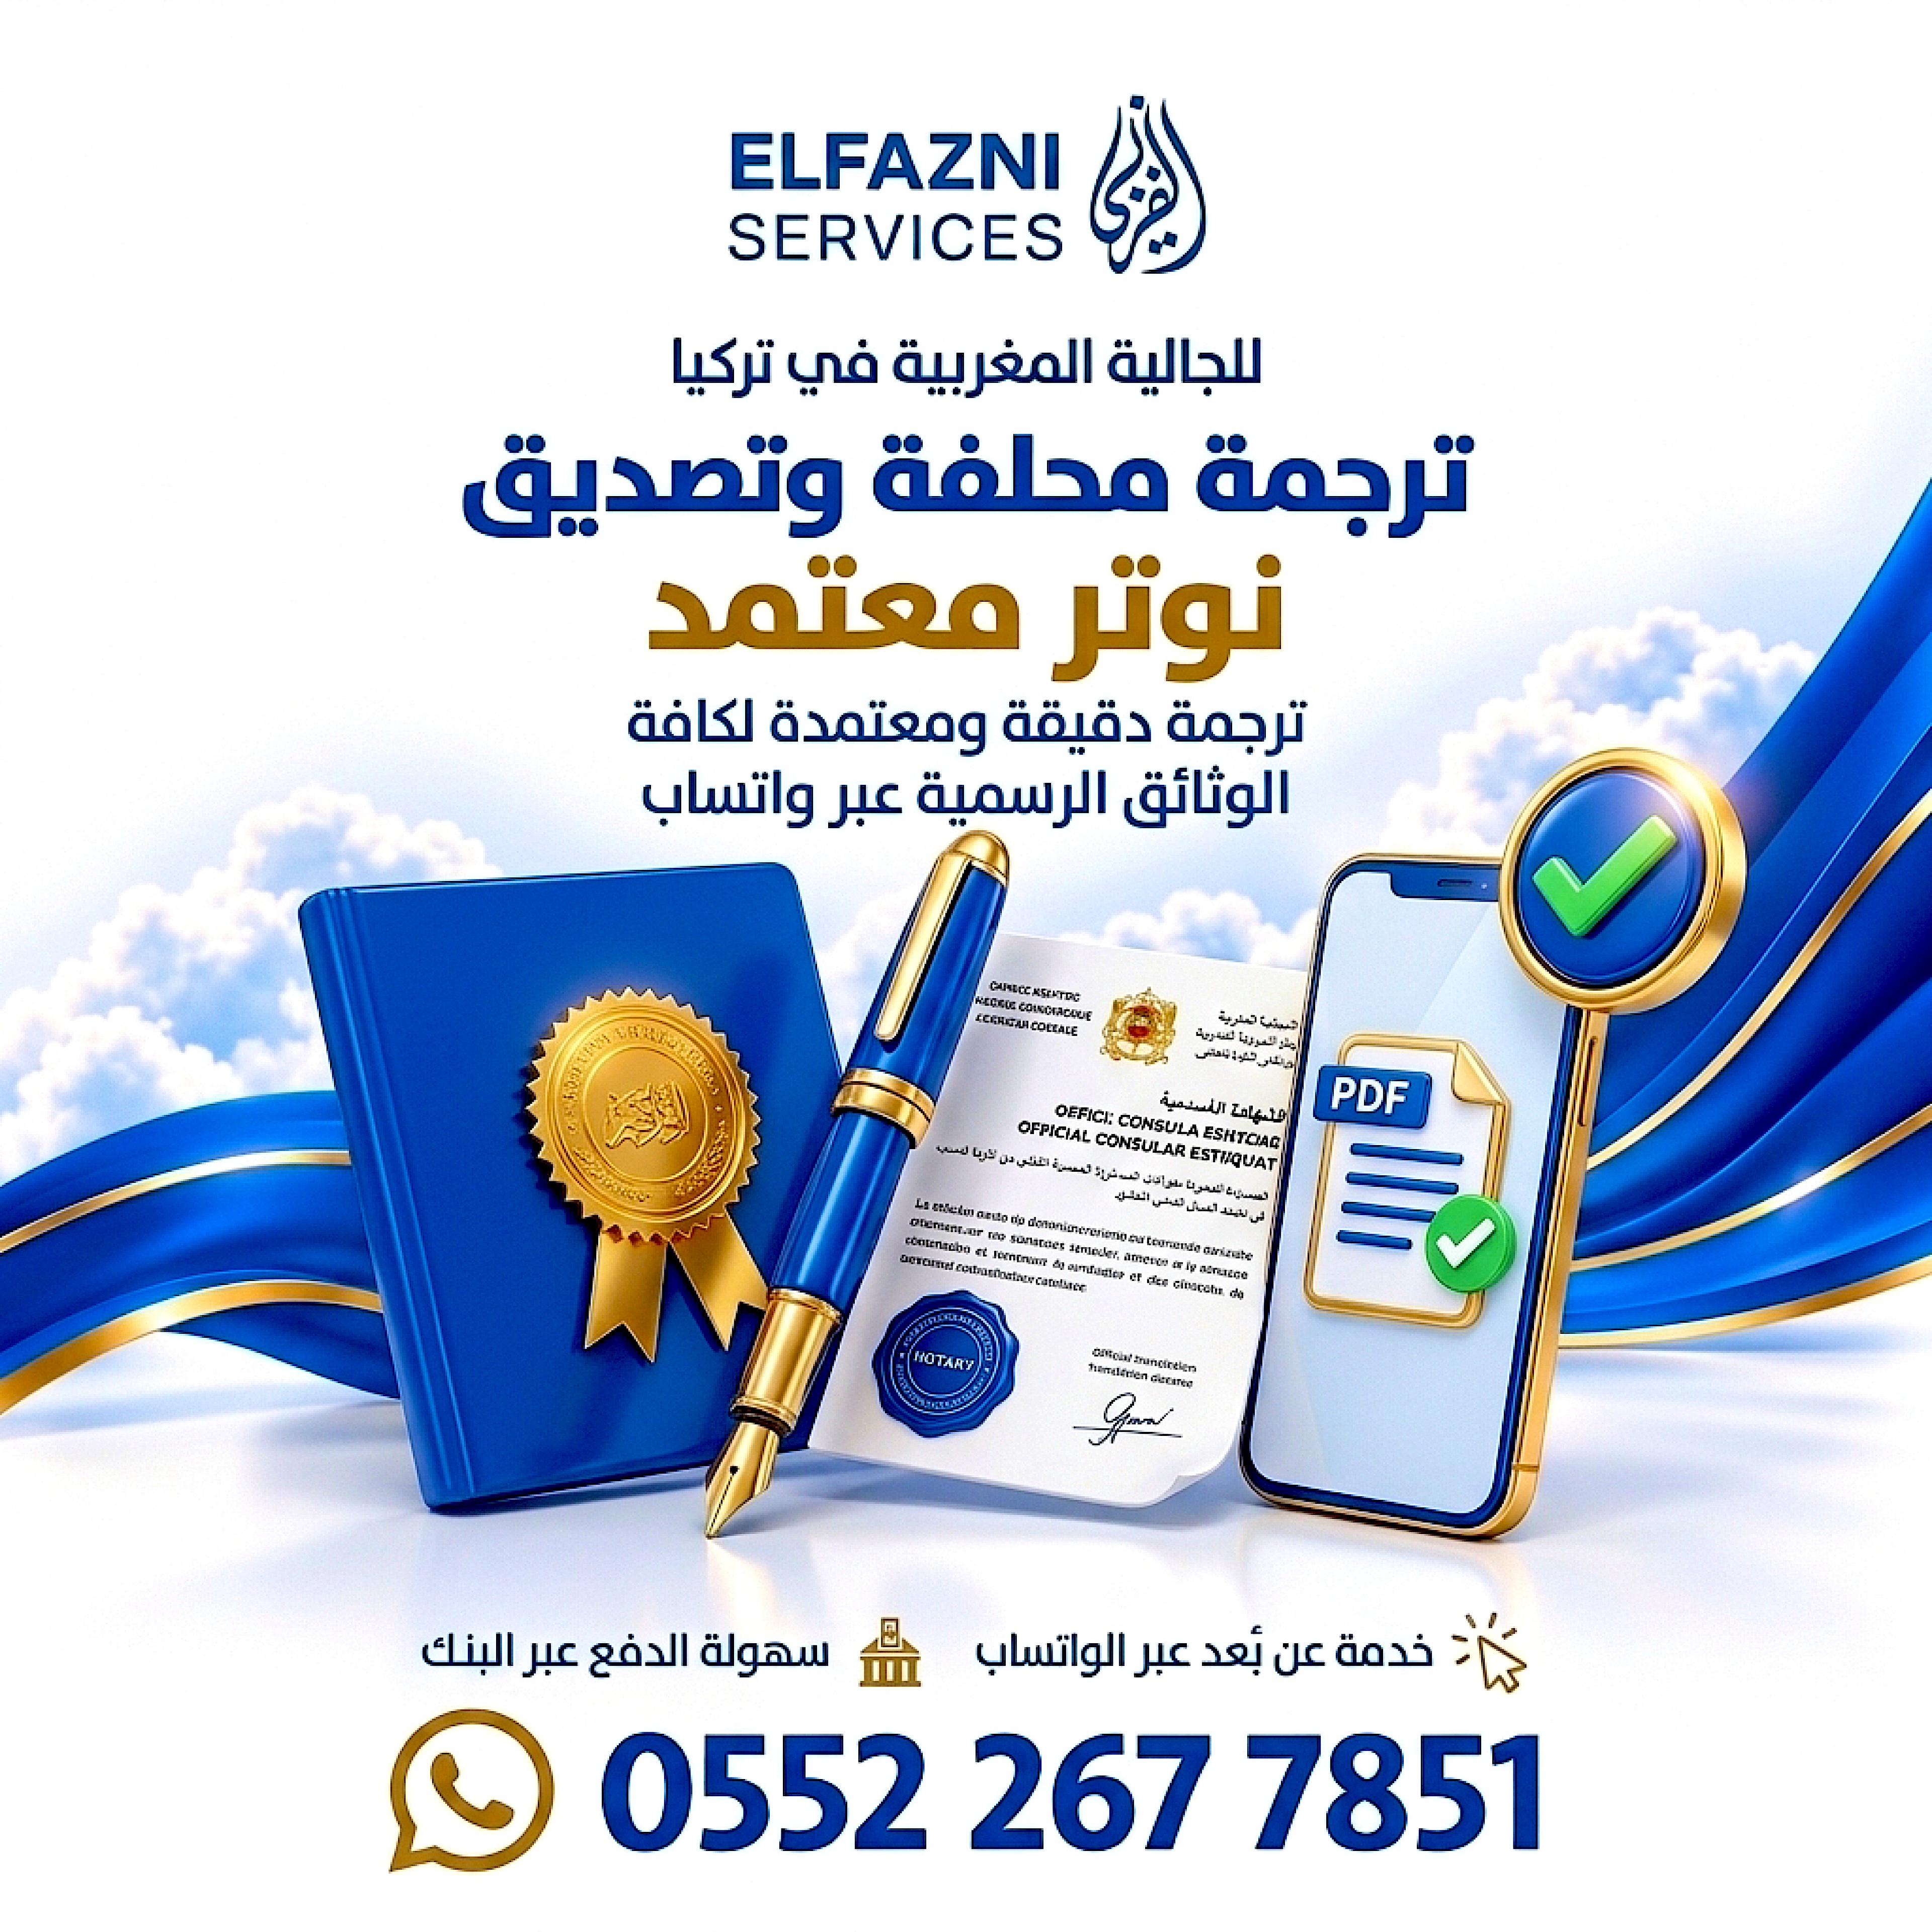 ELFAZNI
SERVICES
الفزني
للجالية المغربية في تركيا
ترجمة محلفة وتصديق
نوتر معتمد
ترجمة دقيقة ومعتمدة لكافة
الوثائق الرسمية عبر واتساب
OFFICIAL CONSULAR
NOTARY
PDF
خدمة عن بُعد عبر الواتساب
سهولة الدفع عبر البنك
0552 267 7851